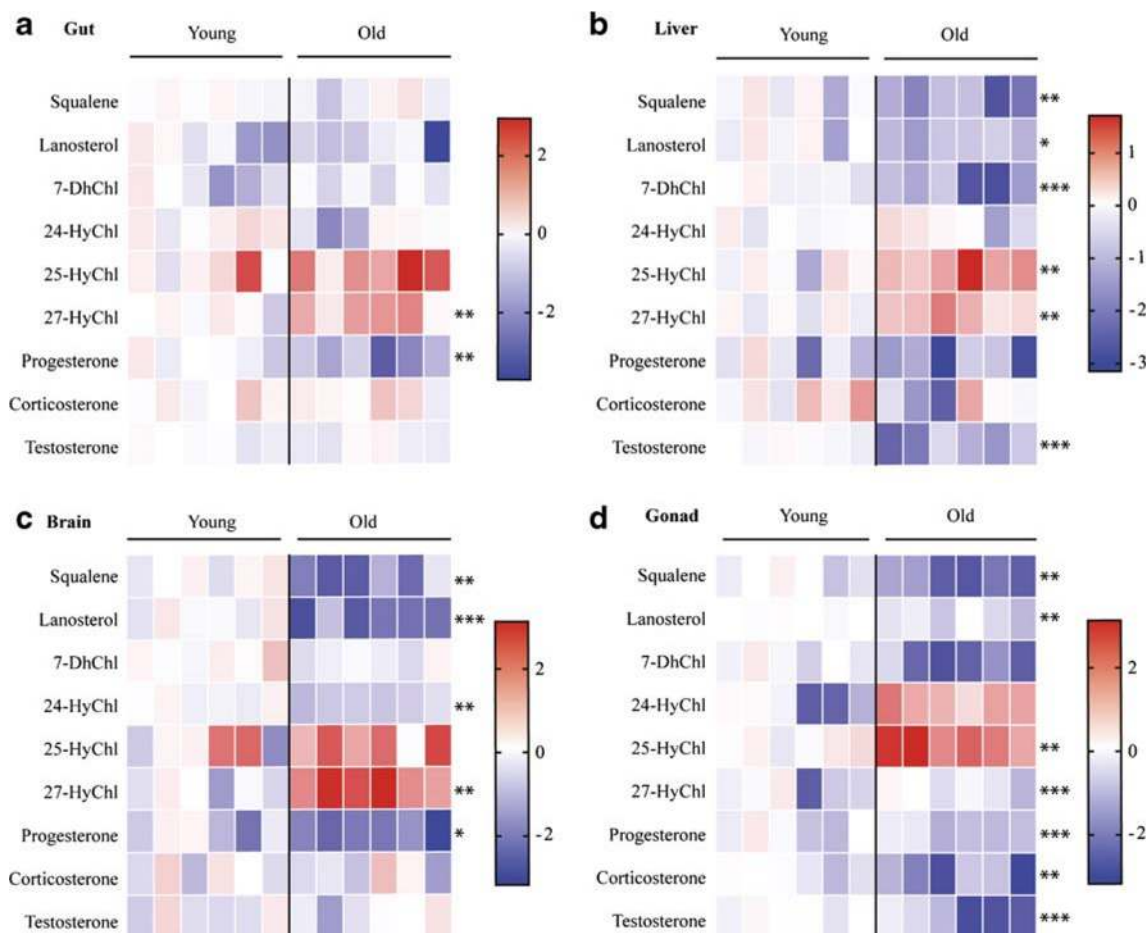 a Gut Young Old
Squalene
Lanosterol
7-DhChl
24-HyChl
25-HyChl
27-HyChl **
Progesterone **
Corticosterone
Testosterone
2
0
-2
b Liver Young Old
Squalene **
Lanosterol *
7-DhChl ***
24-HyChl
25-HyChl **
27-HyChl **
Progesterone
Corticosterone
Testosterone ***
1
0
-1
-2
-3
c Brain Young Old
Squalene **
Lanosterol ***
7-DhChl
24-HyChl **
25-HyChl
27-HyChl **
Progesterone *
Corticosterone
Testosterone
2
0
-2
d Gonad Young Old
Squalene **
Lanosterol **
7-DhChl
24-HyChl
25-HyChl **
27-HyChl ***
Progesterone ***
Corticosterone **
Testosterone ***
2
0
-2